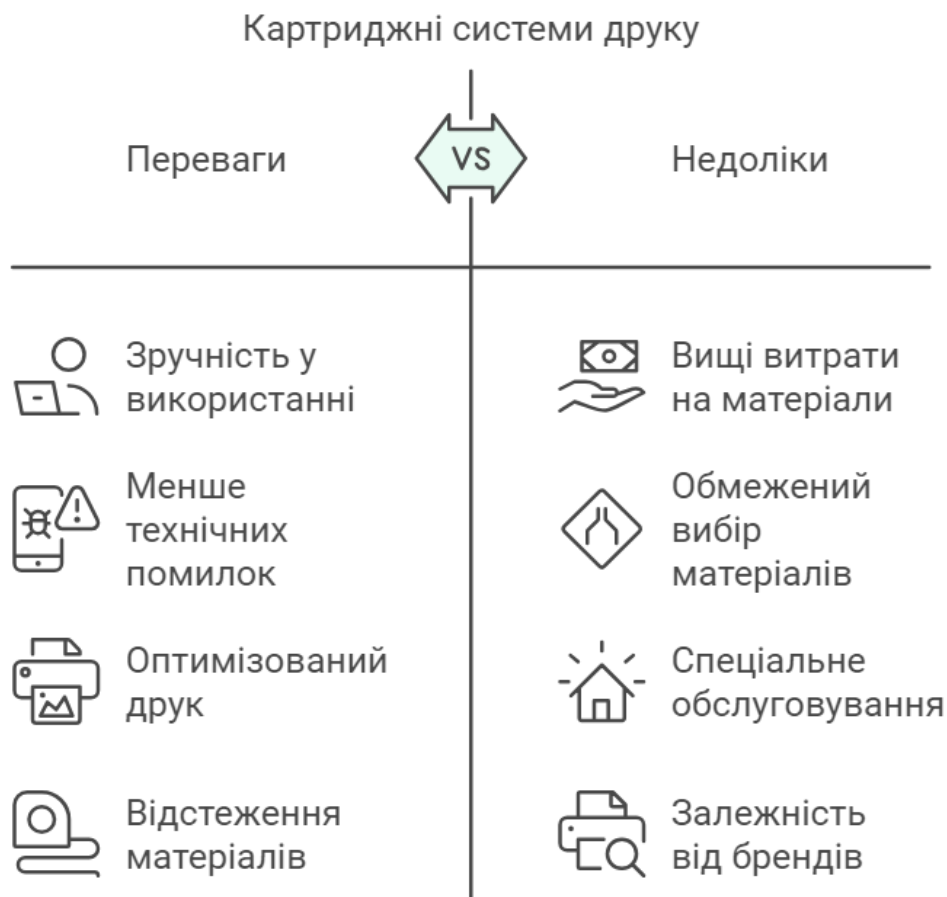 Картриджні системи друку
Переваги
VS
Недоліки
Зручність у
використанні
Менше
технічних
помилок
Оптимізований
друк
Відстеження
матеріалів
Вищі витрати
на матеріали
Обмежений
вибір
матеріалів
Спеціальне
обслуговування
Залежність
від брендів